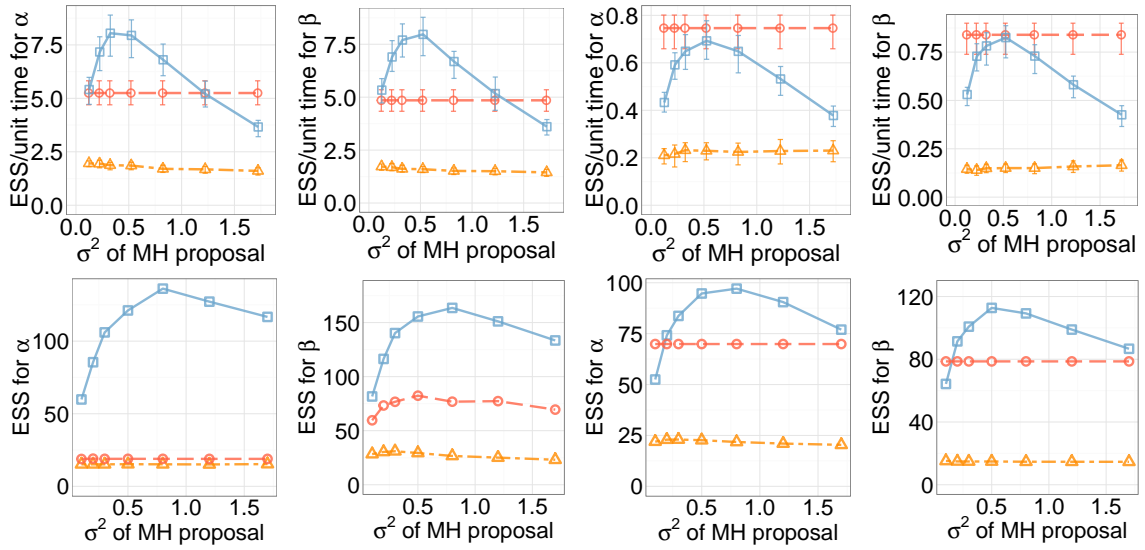 ESS/unit time for α
7.5
5.0
2.5
0.0
0.0 0.5 1.0 1.5
σ² of MH proposal
ESS/unit time for β
7.5
5.0
2.5
0.0
0.0 0.5 1.0 1.5
σ² of MH proposal
ESS/unit time for α
0.8
0.6
0.4
0.2
0.0
0.0 0.5 1.0 1.5
σ² of MH proposal
ESS/unit time for β
0.75
0.50
0.25
0.00
0.0 0.5 1.0 1.5
σ² of MH proposal
ESS for α
100
50
0
0.5 1.0 1.5
σ² of MH proposal
ESS for β
150
100
50
0
0.5 1.0 1.5
σ² of MH proposal
ESS for α
100
75
50
25
0
0.5 1.0 1.5
σ² of MH proposal
ESS for β
120
80
40
0
0.5 1.0 1.5
σ² of MH proposal